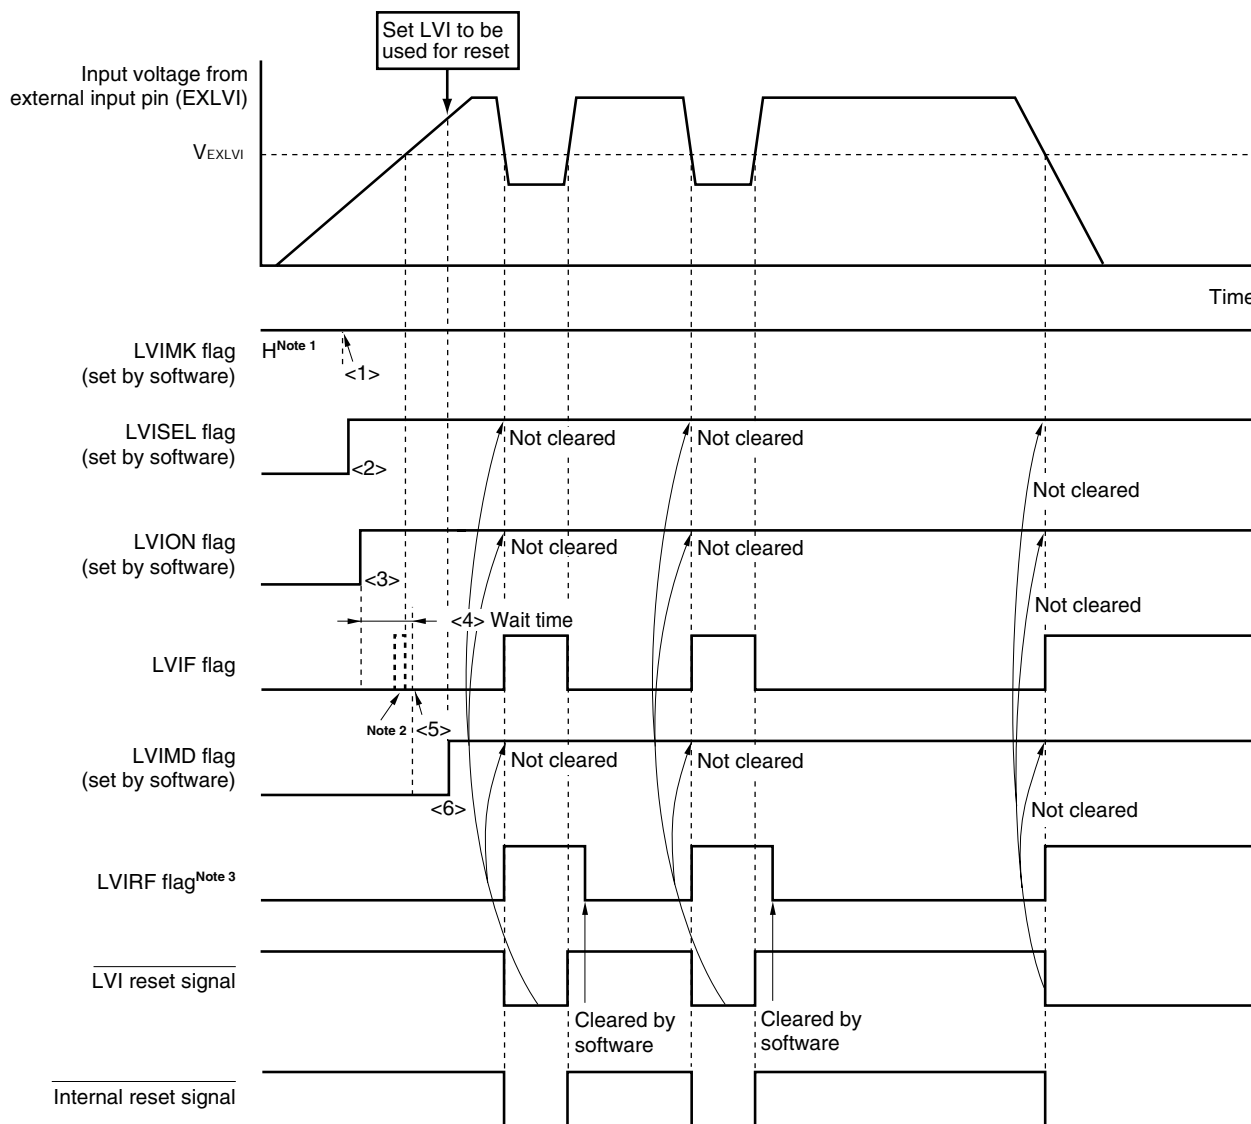 Set LVI to be
used for reset
Input voltage from
external input pin (EXLVI)
VEXLVI
Time
LVIMK flag
(set by software)
H Note 1
<1>
LVISEL flag
(set by software)
<2>
Not cleared
Not cleared
Not cleared
LVION flag
(set by software)
<3>
Not cleared
Not cleared
Not cleared
<4> Wait time
LVIF flag
Note 2
<5>
LVIMD flag
(set by software)
<6>
Not cleared
Not cleared
Not cleared
LVIRF flag Note 3
LVI reset signal
Cleared by
software
Cleared by
software
Internal reset signal